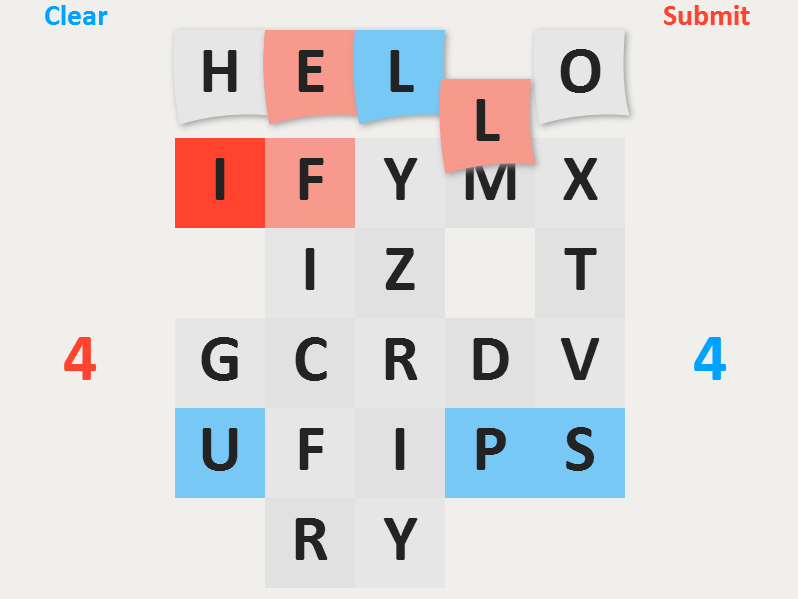 Clear Submit
H E L L O
I F Y M X
I Z T
G C R D V
4 4
U F I P S
R Y